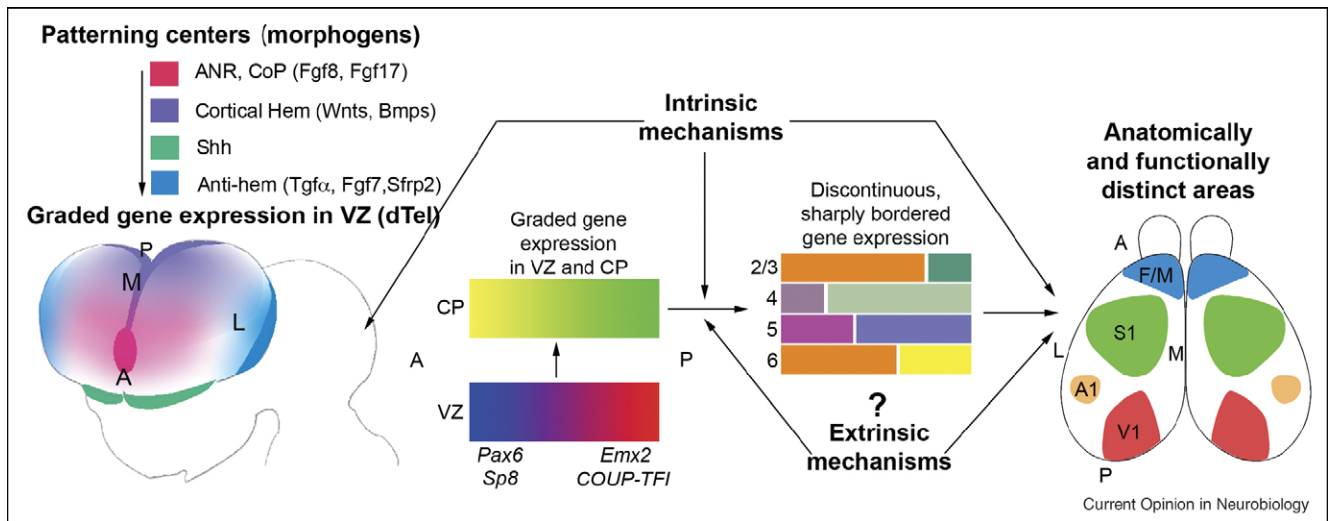 Patterning centers (morphogens)
ANR, CoP (Fgf8, Fgf17)
Cortical Hem (Wnts, Bmps)
Shh
Anti-hem (Tgfα, Fgf7,Sfrp2)
Graded gene expression in VZ (dTel)
P
M
L
A
Intrinsic
mechanisms
Graded gene
expression
in VZ and CP
CP
A
P
VZ
Pax6
Sp8
Emx2
COUP-TFI
Discontinuous,
sharply bordered
gene expression
2/3
4
5
6
?
Extrinsic
mechanisms
Anatomically
and functionally
distinct areas
A
F/M
S1
L
M
A1
V1
P
Current Opinion in Neurobiology